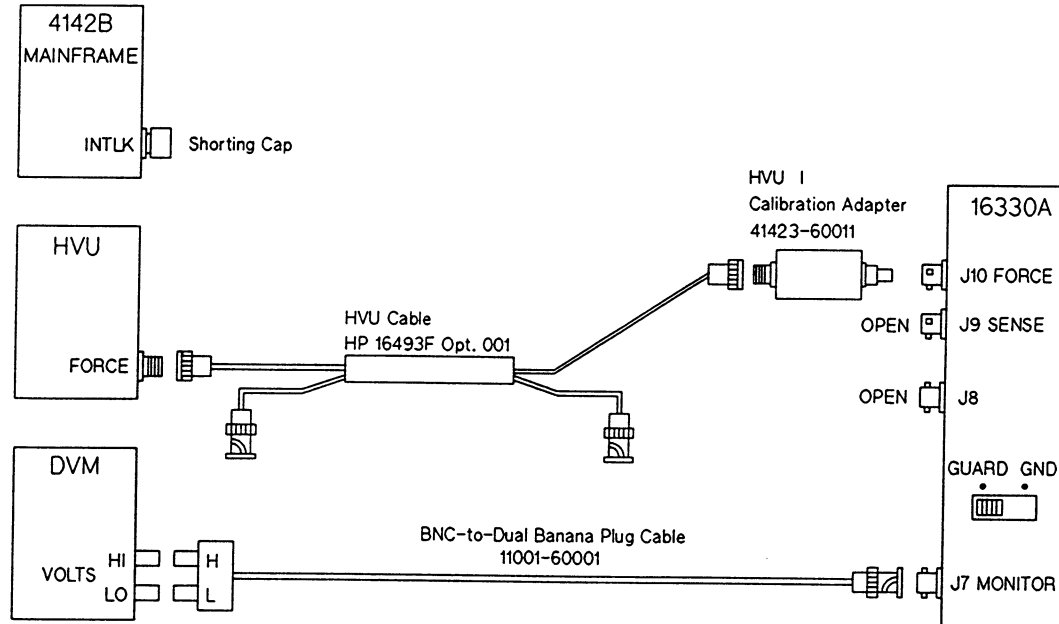 4142B
MAINFRAME
INTLK
Shorting Cap
HVU I
Calibration Adapter
41423-60011
16330A
HVU
FORCE
HVU Cable
HP 16493F Opt. 001
J10 FORCE
OPEN
J9 SENSE
OPEN
J8
GUARD GND
DVM
VOLTS
HI
LO
H
L
BNC-to-Dual Banana Plug Cable
11001-60001
J7 MONITOR